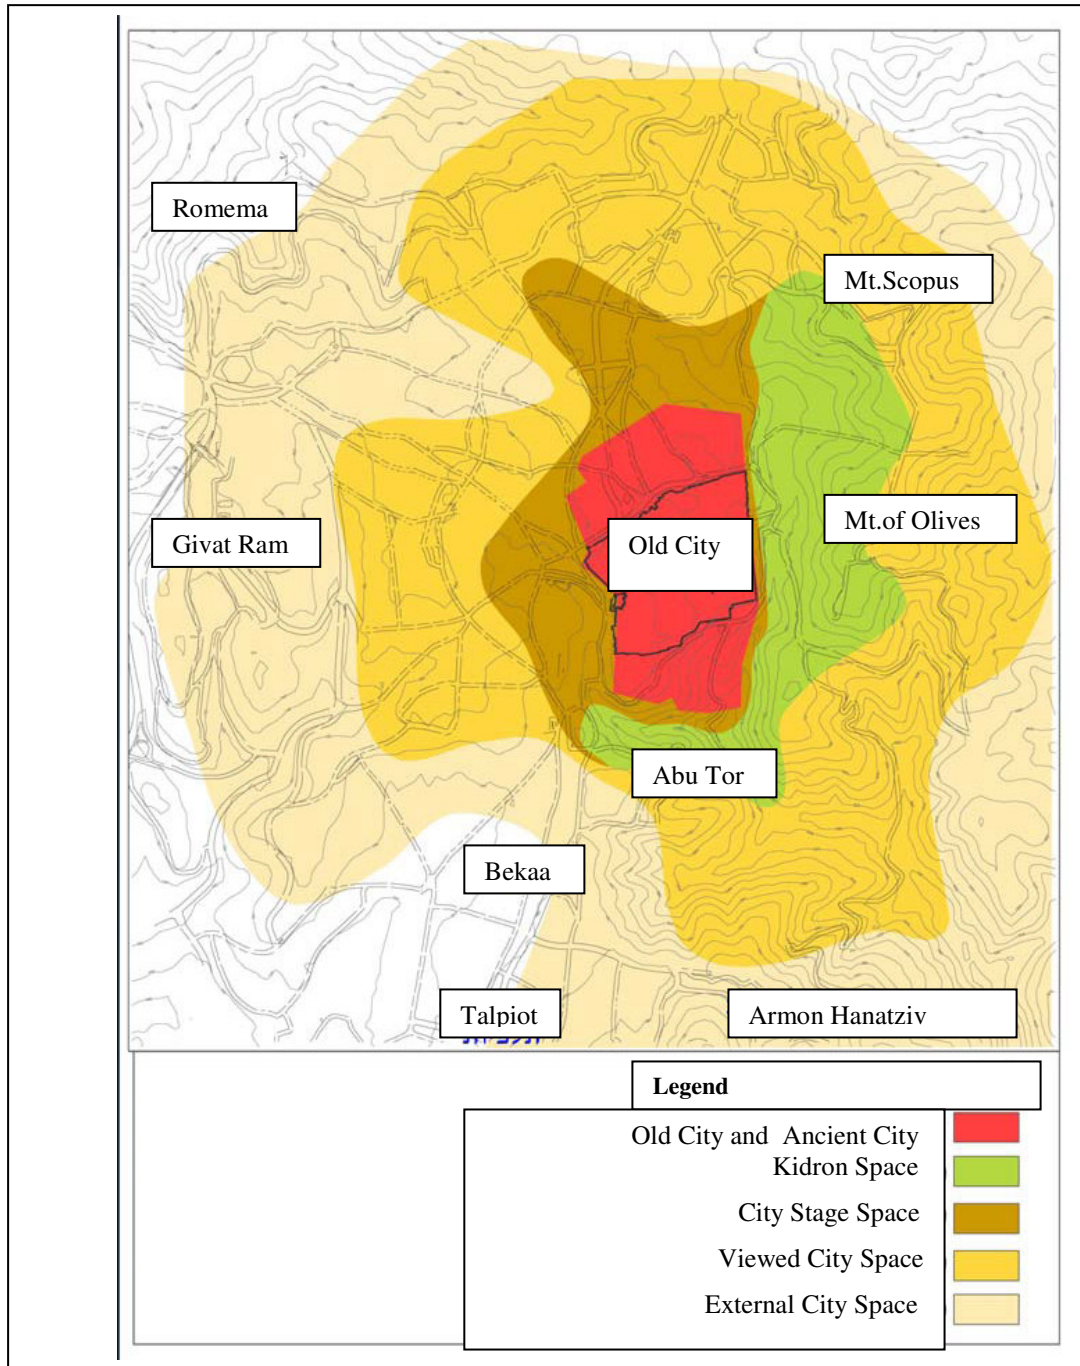 Romema
Mt.Scopus
Givat Ram
Old City
Mt.of Olives
Abu Tor
Bekaa
Talpiot
Armon Hanatziv
Legend
Old City and Ancient City
Kidron Space
City Stage Space
Viewed City Space
External City Space